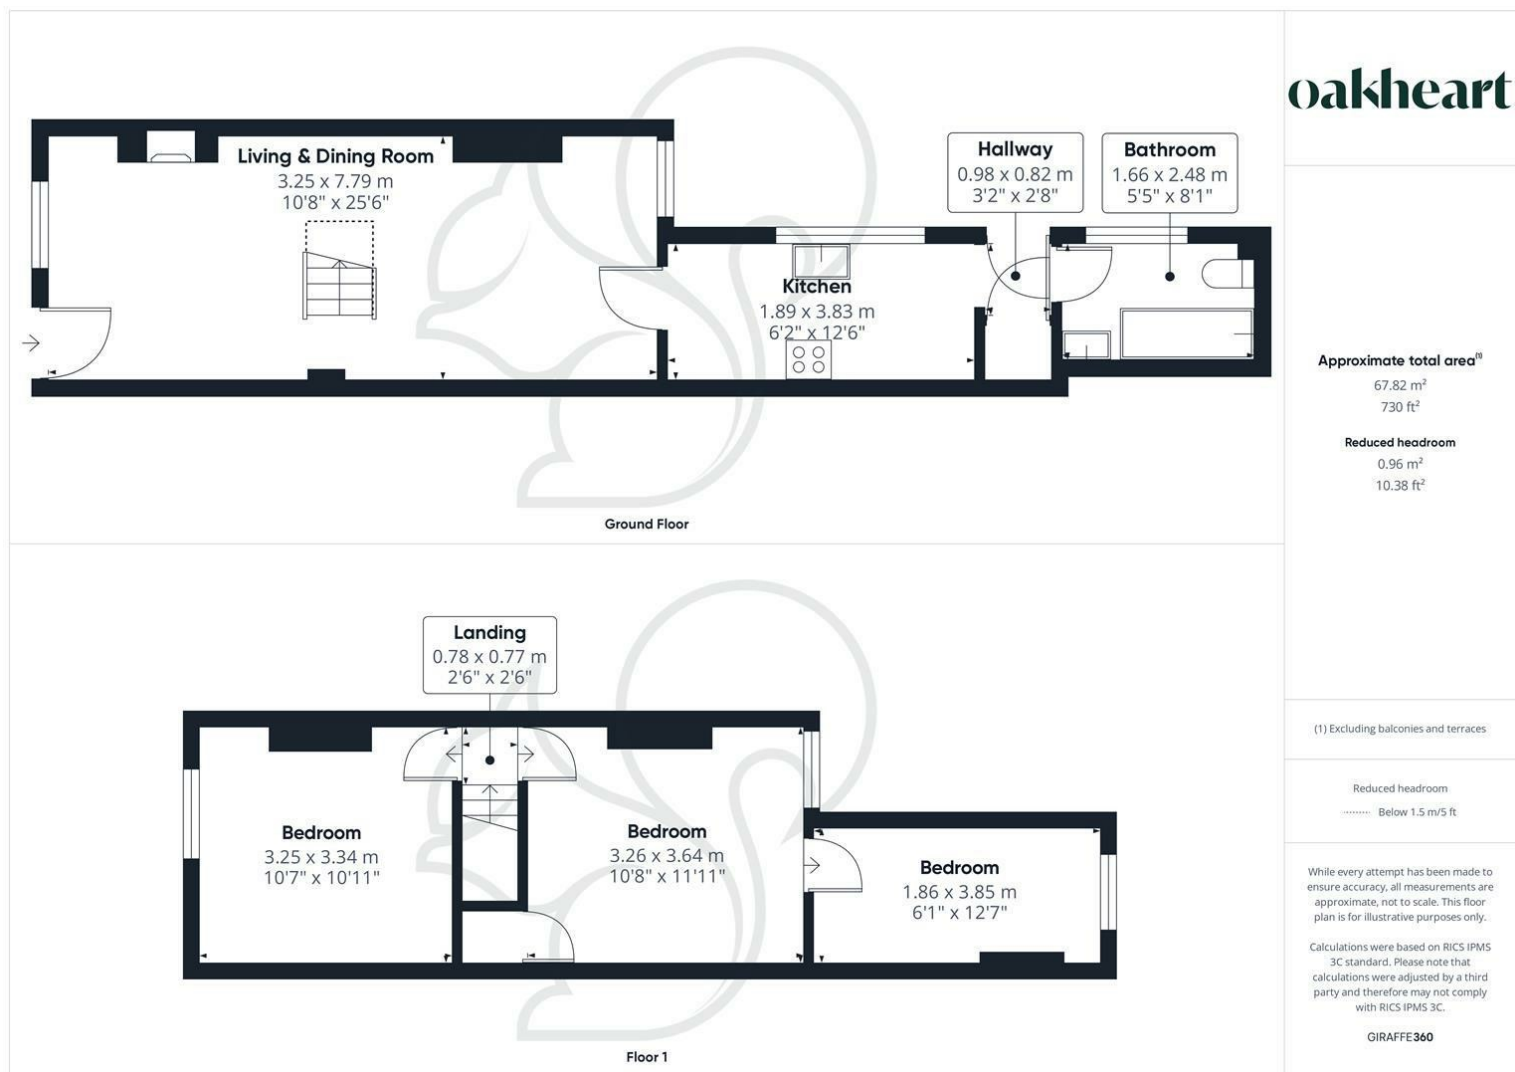 oakheart
Living & Dining Room
3.25 x 7.79 m
10'8" x 25'6"
Kitchen
1.89 x 3.83 m
6'2" x 12'6"
Hallway
0.98 x 0.82 m
3'2" x 2'8"
Bathroom
1.66 x 2.48 m
5'5" x 8'1"
Ground Floor
Landing
0.78 x 0.77 m
2'6" x 2'6"
Bedroom
3.25 x 3.34 m
10'7" x 10'11"
Bedroom
3.26 x 3.64 m
10'8" x 11'11"
Bedroom
1.86 x 3.85 m
6'1" x 12'7"
Floor 1
Approximate total area⁽¹⁾
67.82 m²
730 ft²
Reduced headroom
0.96 m²
10.38 ft²
(1) Excluding balconies and terraces
Reduced headroom
Below 1.5 m/5 ft
While every attempt has been made to
ensure accuracy, all measurements are
approximate, not to scale. This floor
plan is for illustrative purposes only.
Calculations were based on RICS IPMS
3C standard. Please note that
calculations were adjusted by a third
party and therefore may not comply
with RICS IPMS 3C.
GIRAFFE360